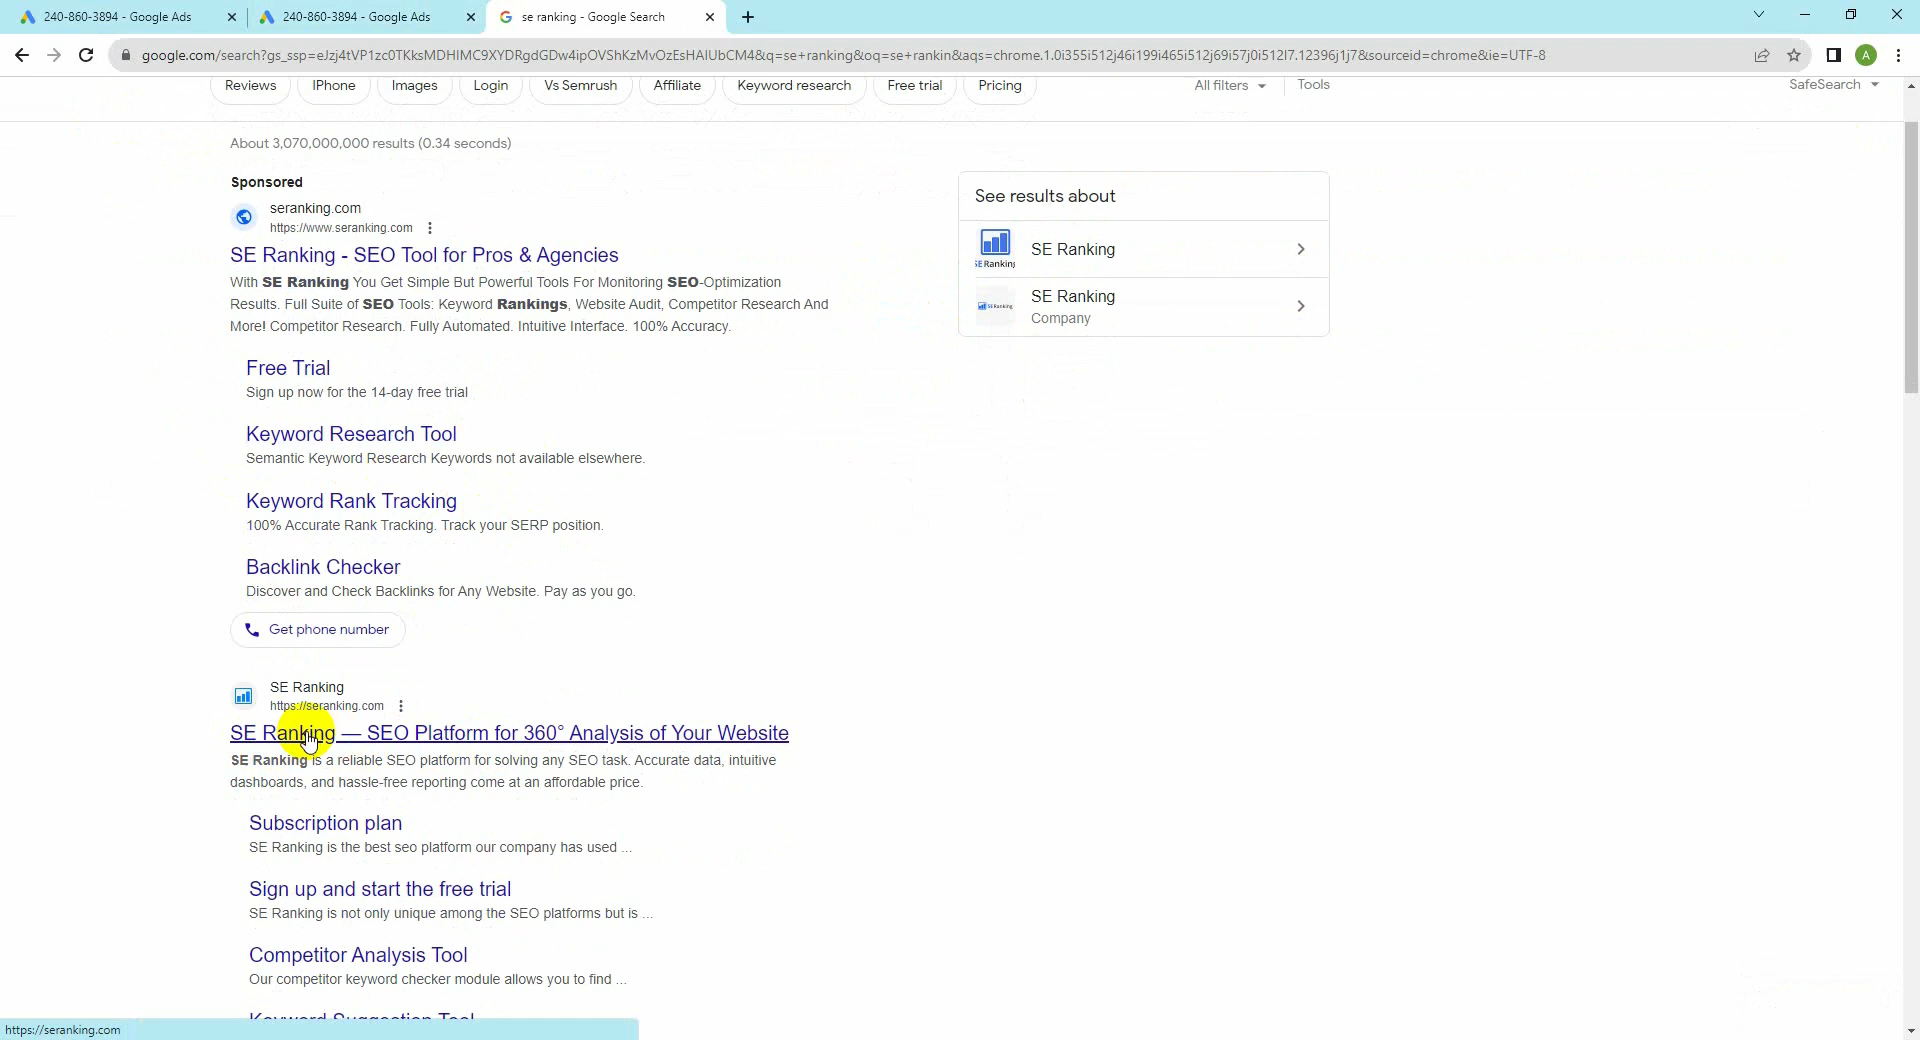 240-860-3894 - Google Ads
240-860-3894 - Google Ads
se ranking - Google Search
google.com/search?gs_ssp=eJzj4tVP1zc0TKksMDHIMC9XYDRgdGDw4ipOVShKzMvOzEsHAIUbCM4&q=se+ranking&oq=se+rankin&aqs=chrome.1.0i355i512j46i199i465i512j69i57j0i512l7.12396j1j7&sourceid=chrome&ie=UTF-8
A
Reviews
IPhone
Images
Login
Vs Semrush
Affiliate
Keyword research
Free trial
Pricing
All filters
Tools
SafeSearch
About 3,070,000,000 results (0.34 seconds)
Sponsored
seranking.com
https://www.seranking.com
SE Ranking - SEO Tool for Pros & Agencies
With SE Ranking You Get Simple But Powerful Tools For Monitoring SEO-Optimization
Results. Full Suite of SEO Tools: Keyword Rankings, Website Audit, Competitor Research And
More! Competitor Research. Fully Automated. Intuitive Interface. 100% Accuracy.
Free Trial
Sign up now for the 14-day free trial
Keyword Research Tool
Semantic Keyword Research Keywords not available elsewhere.
Keyword Rank Tracking
100% Accurate Rank Tracking. Track your SERP position.
Backlink Checker
Discover and Check Backlinks for Any Website. Pay as you go.
Get phone number
SE Ranking
https://seranking.com
SE Ranking — SEO Platform for 360° Analysis of Your Website
SE Ranking is a reliable SEO platform for solving any SEO task. Accurate data, intuitive
dashboards, and hassle-free reporting come at an affordable price.
Subscription plan
SE Ranking is the best seo platform our company has used ...
Sign up and start the free trial
SE Ranking is not only unique among the SEO platforms but is ...
Competitor Analysis Tool
Our competitor keyword checker module allows you to find ...
Keyword Suggestion Tool
https://seranking.com
See results about
SE Ranking
SE Ranking
SE Ranking
Company
SE Ranking